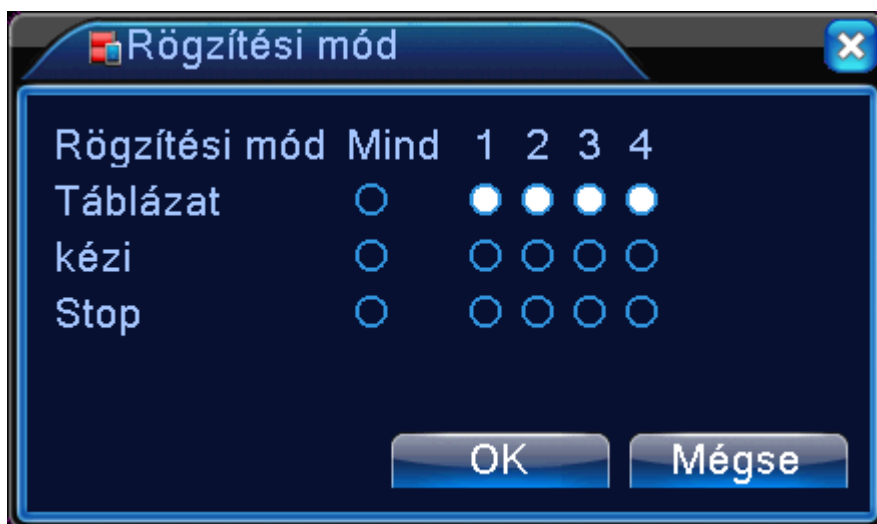 Rögzítési mód
Rögzítési mód Mind 1 2 3 4
Táblázat
kézi
Stop
OK Mégse